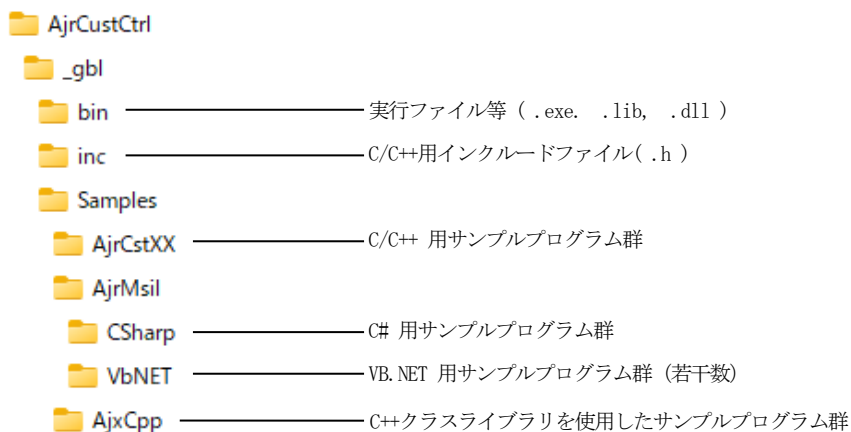 AjrCustCtrl
_gbl
bin 実行ファイル等 ( .exe. .lib, .dll )
inc C/C++用インクルードファイル( .h )
Samples
AjrCstXX C/C++ 用サンプルプログラム群
AjrMsil
CSharp C# 用サンプルプログラム群
VbNET VB.NET 用サンプルプログラム群 (若干数)
AjxCpp C++クラスライブラリを使用したサンプルプログラム群